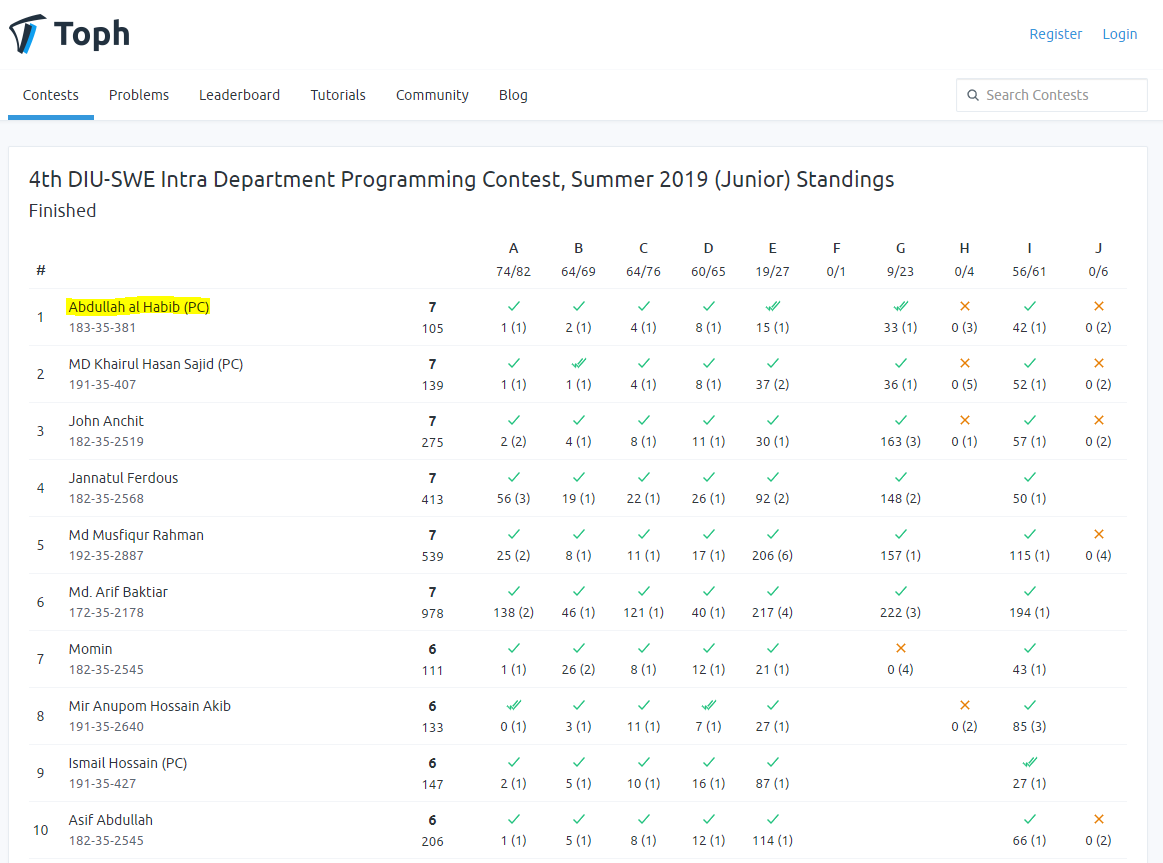 Toph
Register Login
Contests Problems Leaderboard Tutorials Community Blog Search Contests
4th DIU-SWE Intra Department Programming Contest, Summer 2019 (Junior) Standings
Finished
A B C D E F G H I J
# 74/82 64/69 64/76 60/65 19/27 0/1 9/23 0/4 56/61 0/6
1 Abdullah al Habib (PC) 7
183-35-381 105 1 (1) 2 (1) 4 (1) 8 (1) 15 (1) 33 (1) 0 (3) 42 (1) 0 (2)
2 MD Khairul Hasan Sajid (PC) 7
191-35-407 139 1 (1) 1 (1) 4 (1) 8 (1) 37 (2) 36 (1) 0 (5) 52 (1) 0 (2)
3 John Anchit 7
182-35-2519 275 2 (2) 4 (1) 8 (1) 11 (1) 30 (1) 163 (3) 0 (1) 57 (1) 0 (2)
4 Jannatul Ferdous 7
182-35-2568 413 56 (3) 19 (1) 22 (1) 26 (1) 92 (2) 148 (2) 50 (1)
5 Md Musfiqur Rahman 7
192-35-2887 539 25 (2) 8 (1) 11 (1) 17 (1) 206 (6) 157 (1) 115 (1) 0 (4)
6 Md. Arif Baktiar 7
172-35-2178 978 138 (2) 46 (1) 121 (1) 40 (1) 217 (4) 222 (3) 194 (1)
7 Momin 6
182-35-2545 111 1 (1) 26 (2) 8 (1) 12 (1) 21 (1) 0 (4) 43 (1)
8 Mir Anupom Hossain Akib 6
191-35-2640 133 0 (1) 3 (1) 11 (1) 7 (1) 27 (1) 0 (2) 85 (3)
9 Ismail Hossain (PC) 6
191-35-427 147 2 (1) 5 (1) 10 (1) 16 (1) 87 (1) 27 (1)
10 Asif Abdullah 6
182-35-2545 206 1 (1) 5 (1) 8 (1) 12 (1) 114 (1) 66 (1) 0 (2)